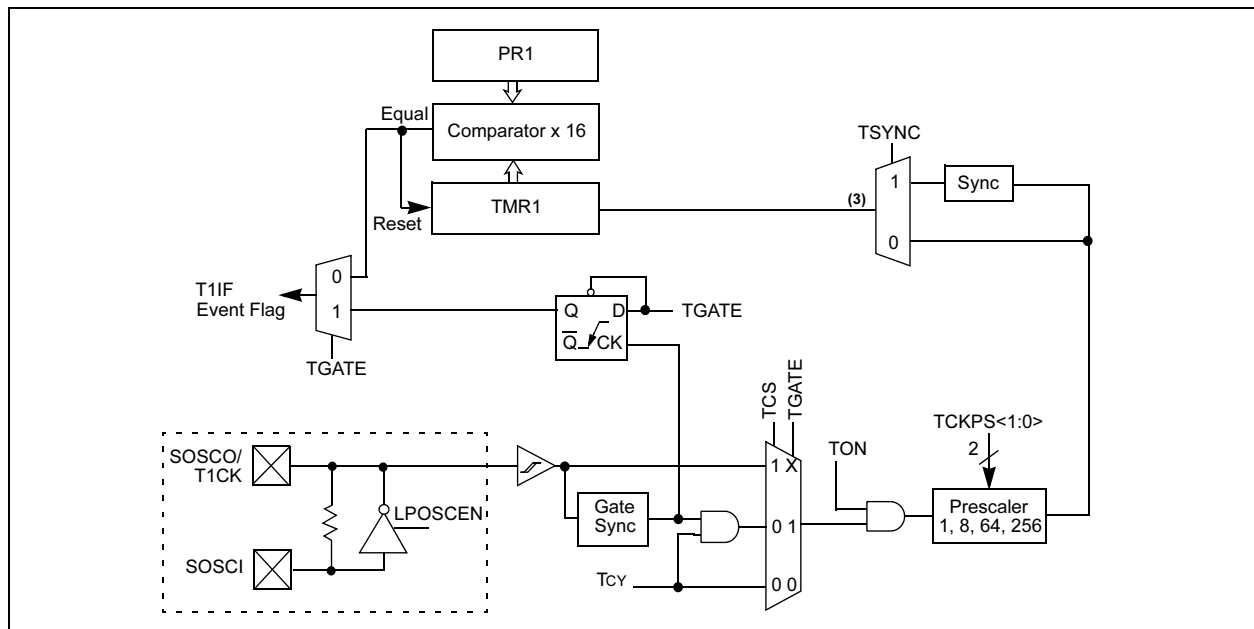 PR1
Equal
Comparator x 16
TSYNC
1
Sync
(3)
TMR1
Reset
0
0
T1IF
Event Flag
1
Q
D
TGATE
Q
CK
TGATE
TCS
TGATE
TCKPS<1:0>
2
SOSCO/
T1CK
TON
1 X
LPOSCEN
Gate
Sync
Prescaler
1, 8, 64, 256
0 1
SOSCI
TCY
0 0